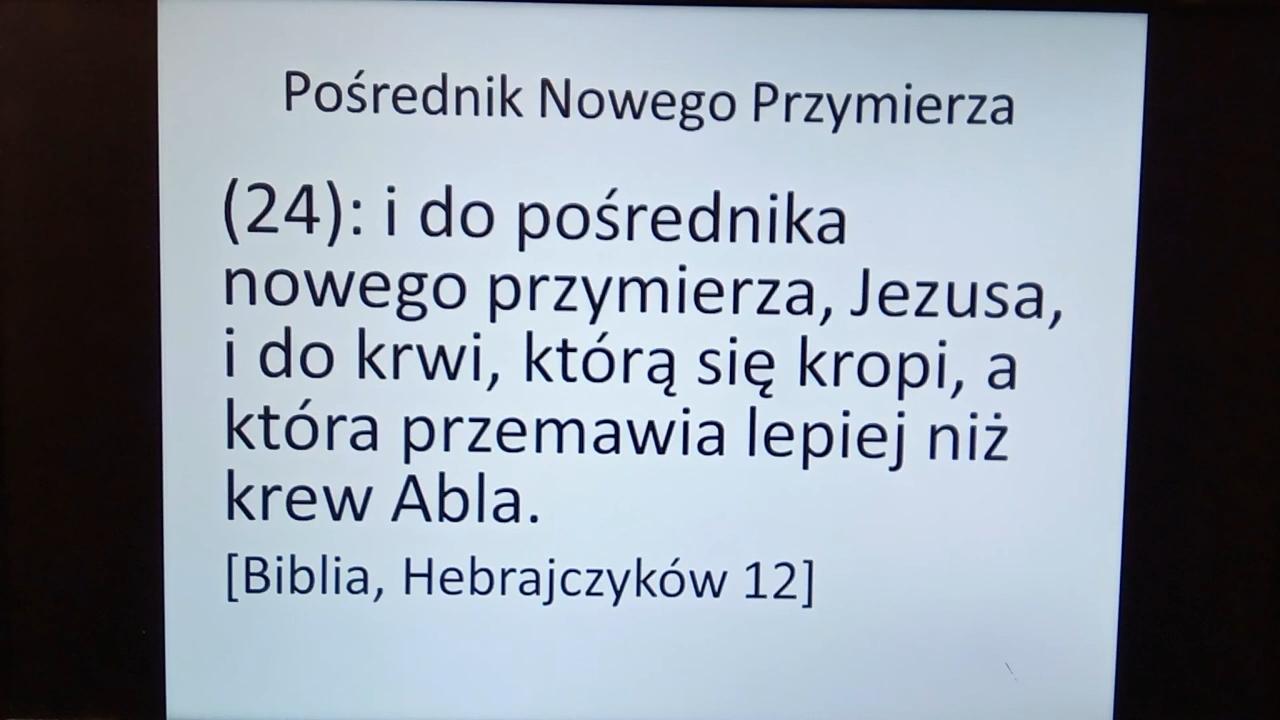 Pośrednik Nowego Przymierza
(24): i do pośrednika
nowego przymierza, Jezusa,
i do krwi, którą się kropi, a
która przemawia lepiej niż
krew Abla.
[Biblia, Hebrajczyków 12]